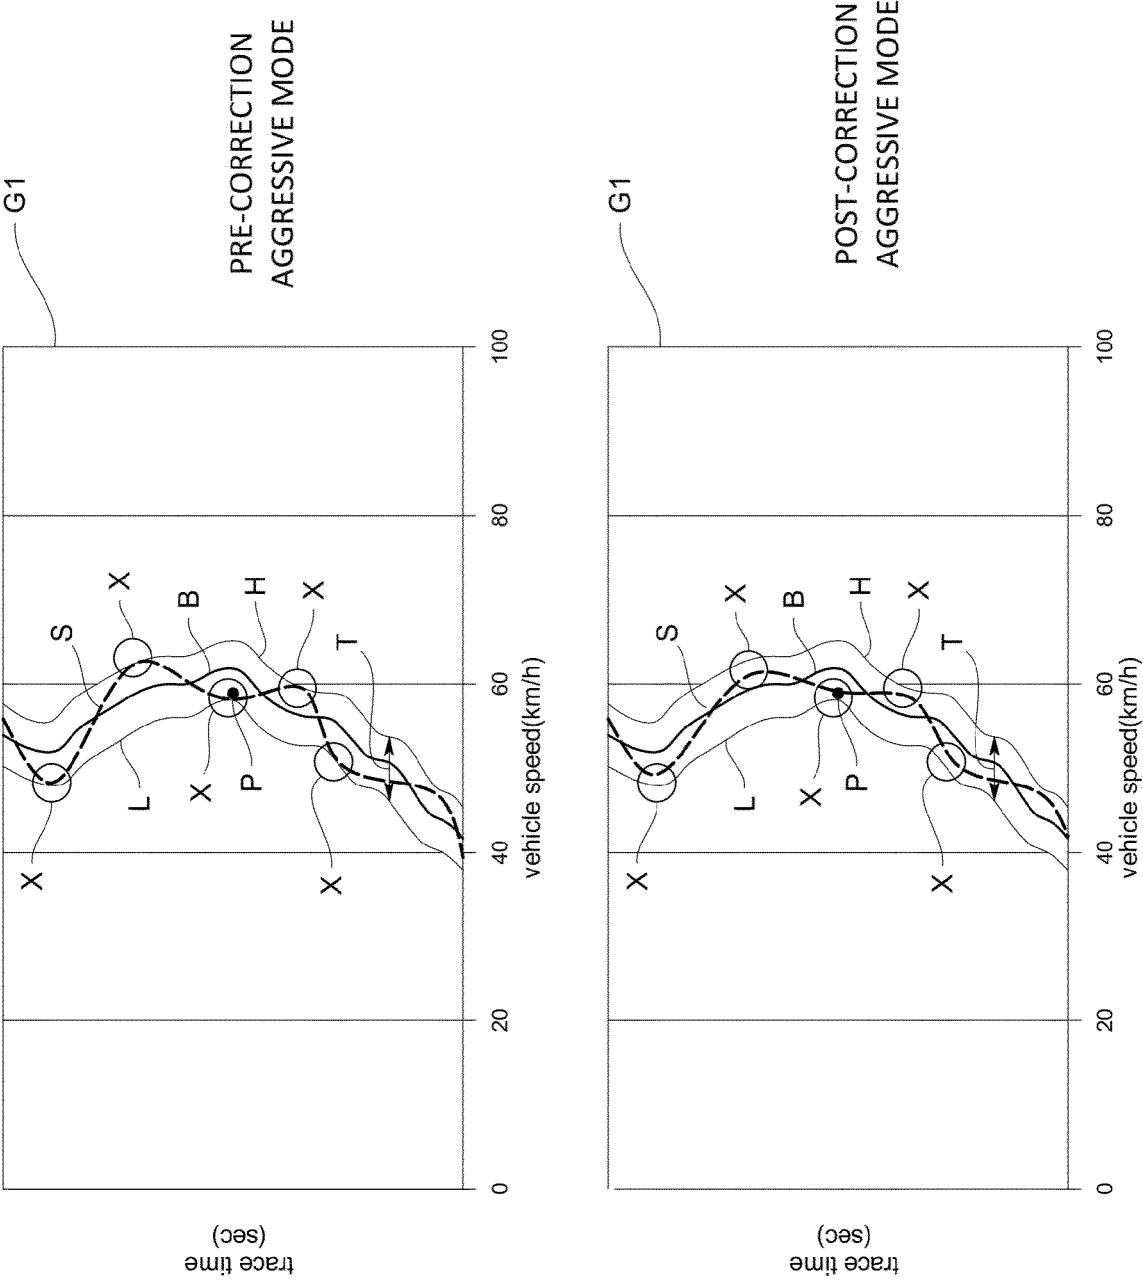 G1
PRE-CORRECTION
AGGRESSIVE MODE
S
X
B
H
X
T
L
X
P
X
X
0
20
40
60
80
100
vehicle speed(km/h)
trace time
(sec)
G1
POST-CORRECTION
AGGRESSIVE MODE
S
X
B
H
X
T
L
X
P
X
X
0
20
40
60
80
100
vehicle speed(km/h)
trace time
(sec)